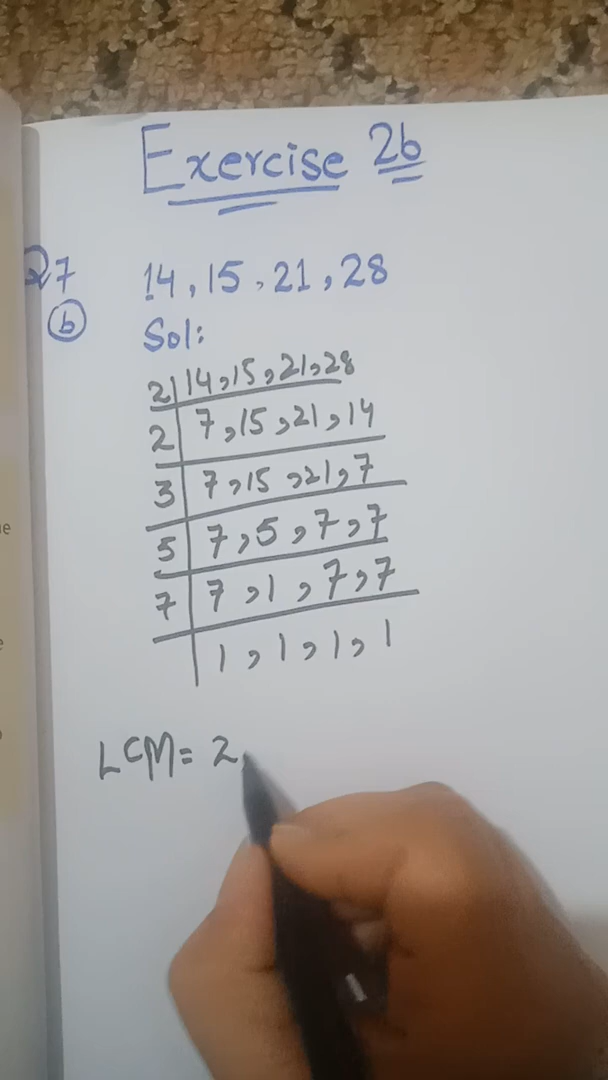 Exercise 2b
Q7 14, 15, 21, 28
b
Sol:
2 14, 15, 21, 28
2 7, 15, 21, 14
3 7, 15, 21, 7
5 7, 5, 7, 7
7 7, 1, 7, 7
1, 1, 1, 1
LCM= 2